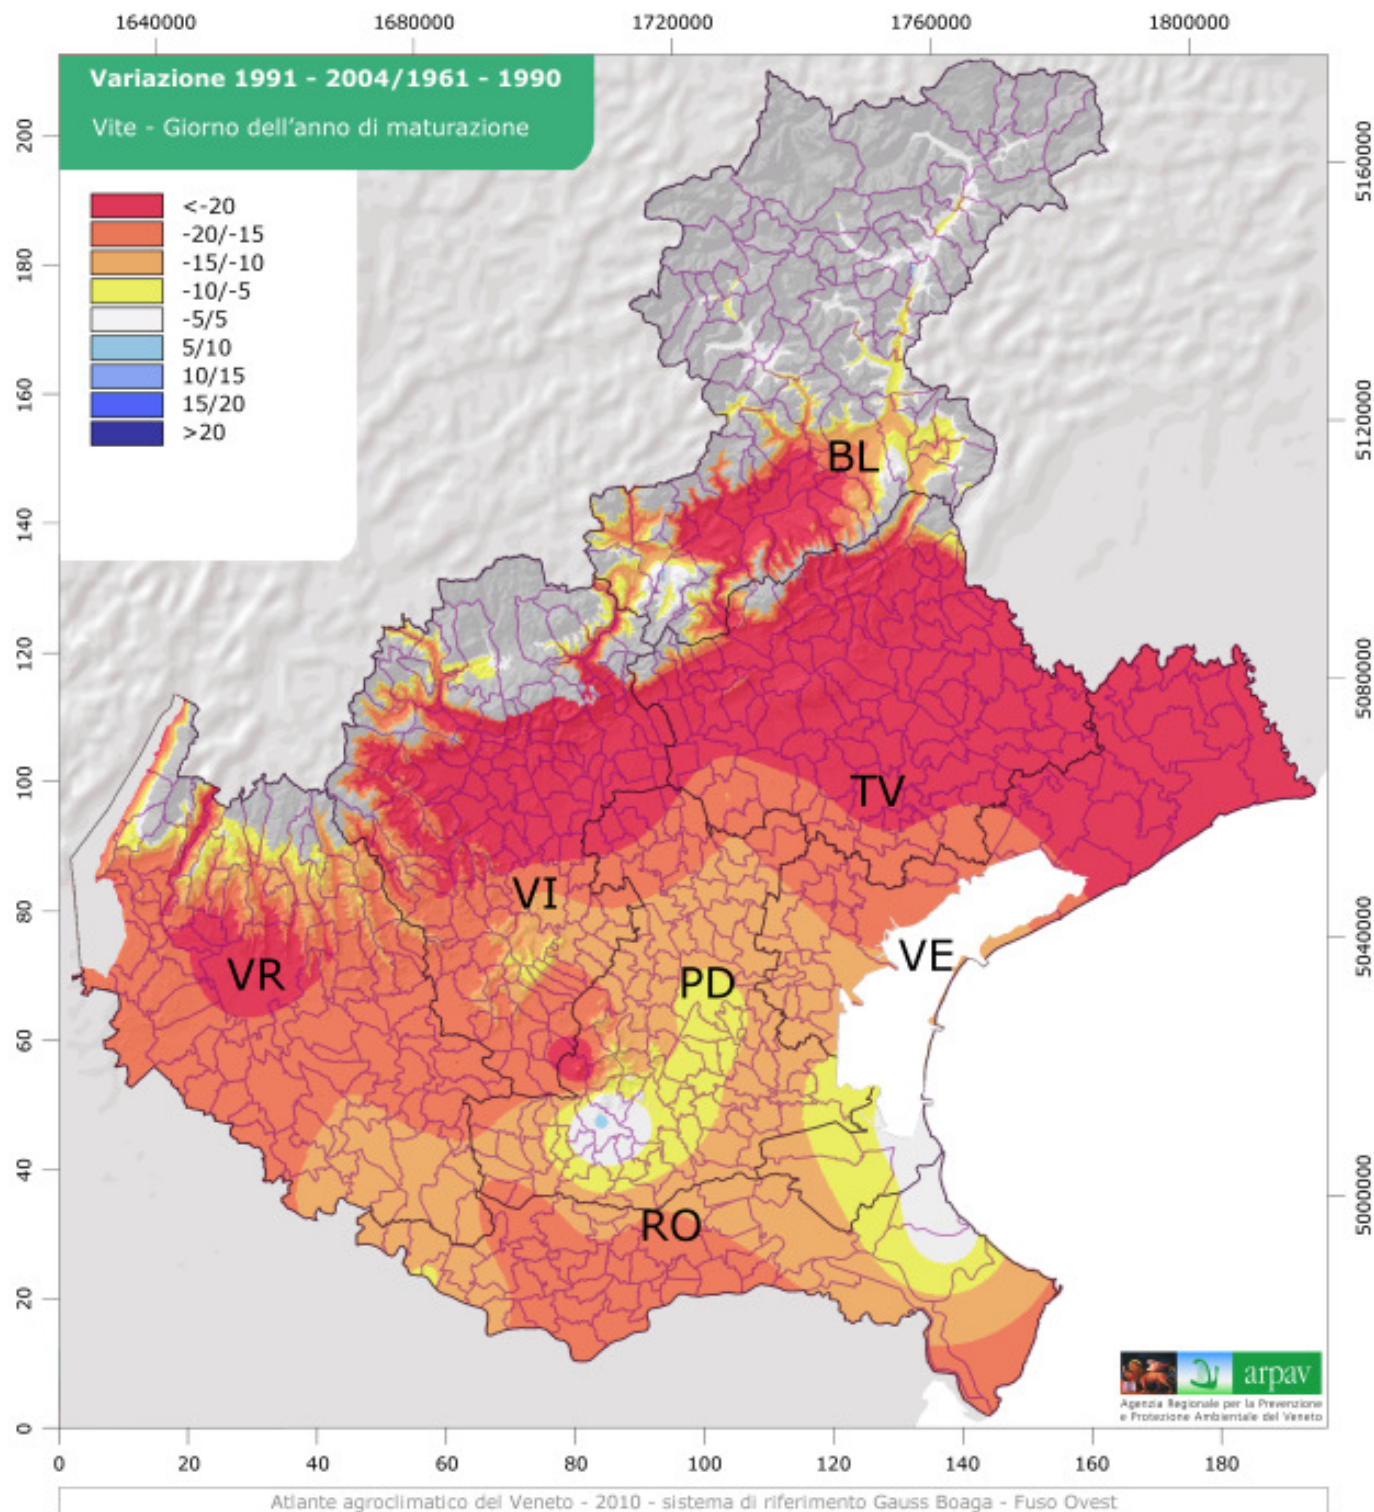 1640000 1680000 1720000 1760000 1800000
Variazione 1991 - 2004/1961 - 1990
Vite - Giorno dell'anno di maturazione
<-20
-20/-15
-15/-10
-10/-5
-5/5
5/10
10/15
15/20
>20
200
180
160
140
120
100
80
60
40
20
0
5160000
5120000
5080000
5040000
5000000
BL
TV
VI
VE
VR
PD
RO
arpav
Agenzia Regionale per la Prevenzione
e Protezione Ambientale del Veneto
0 20 40 60 80 100 120 140 160 180
Atlante agroclimatico del Veneto - 2010 - sistema di riferimento Gauss Boaga - Fuso Ovest